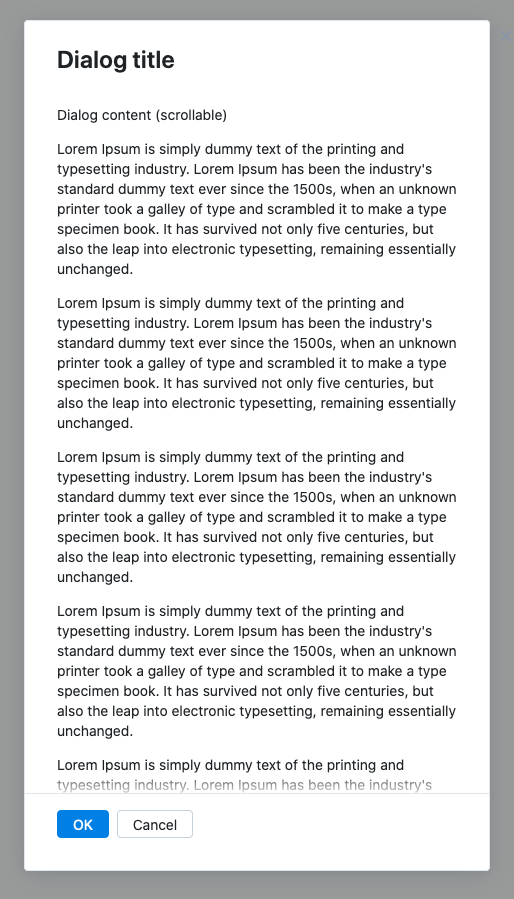 Dialog title
Dialog content (scrollable)
Lorem Ipsum is simply dummy text of the printing and
typesetting industry. Lorem Ipsum has been the industry's
standard dummy text ever since the 1500s, when an unknown
printer took a galley of type and scrambled it to make a type
specimen book. It has survived not only five centuries, but
also the leap into electronic typesetting, remaining essentially
unchanged.
Lorem Ipsum is simply dummy text of the printing and
typesetting industry. Lorem Ipsum has been the industry's
standard dummy text ever since the 1500s, when an unknown
printer took a galley of type and scrambled it to make a type
specimen book. It has survived not only five centuries, but
also the leap into electronic typesetting, remaining essentially
unchanged.
Lorem Ipsum is simply dummy text of the printing and
typesetting industry. Lorem Ipsum has been the industry's
standard dummy text ever since the 1500s, when an unknown
printer took a galley of type and scrambled it to make a type
specimen book. It has survived not only five centuries, but
also the leap into electronic typesetting, remaining essentially
unchanged.
Lorem Ipsum is simply dummy text of the printing and
typesetting industry. Lorem Ipsum has been the industry's
standard dummy text ever since the 1500s, when an unknown
printer took a galley of type and scrambled it to make a type
specimen book. It has survived not only five centuries, but
also the leap into electronic typesetting, remaining essentially
unchanged.
Lorem Ipsum is simply dummy text of the printing and
typesetting industry. Lorem Ipsum has been the industry's
OK
Cancel